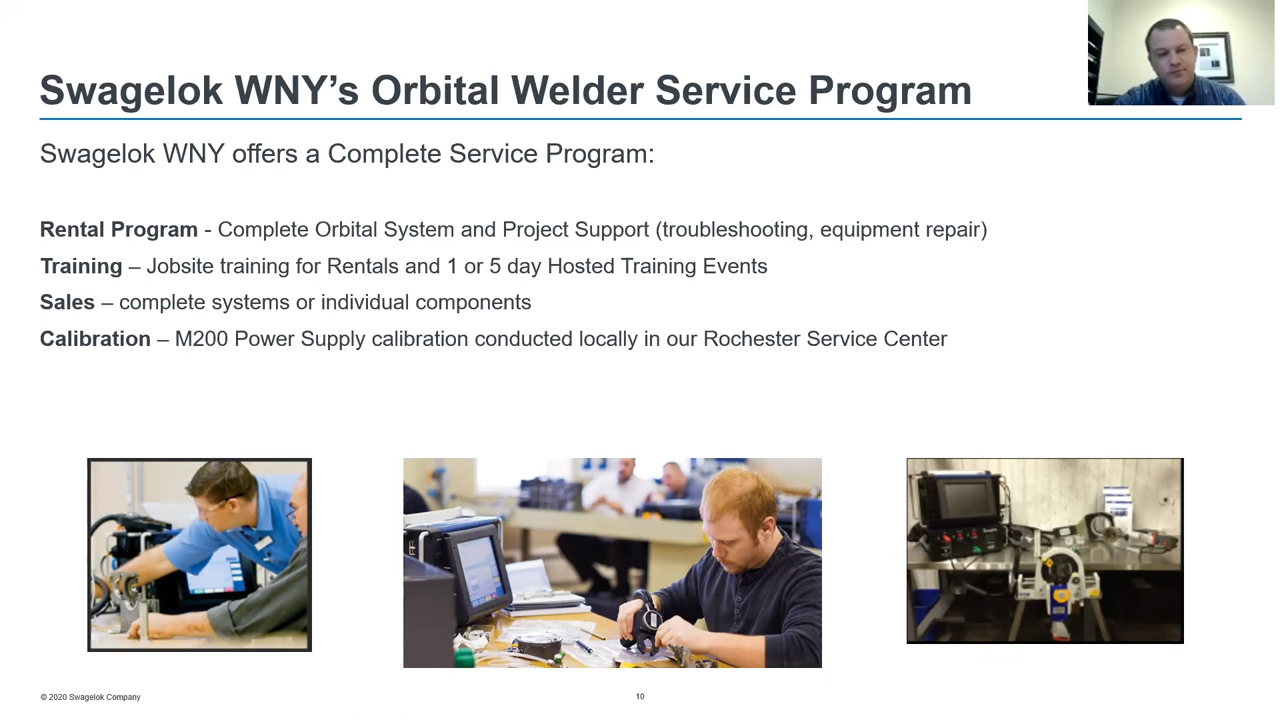 Swagelok WNY’s Orbital Welder Service Program
Swagelok WNY offers a Complete Service Program:
Rental Program - Complete Orbital System and Project Support (troubleshooting, equipment repair)
Training – Jobsite training for Rentals and 1 or 5 day Hosted Training Events
Sales – complete systems or individual components
Calibration – M200 Power Supply calibration conducted locally in our Rochester Service Center
© 2020 Swagelok Company
10